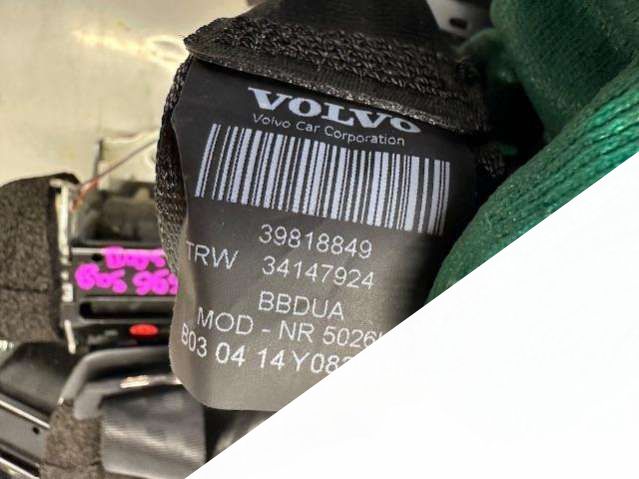 VOLVO
Volvo Car Corporation
39818849
TRW 34147924
BBDUA
MOD - NR 5026
B03 04 14Y08